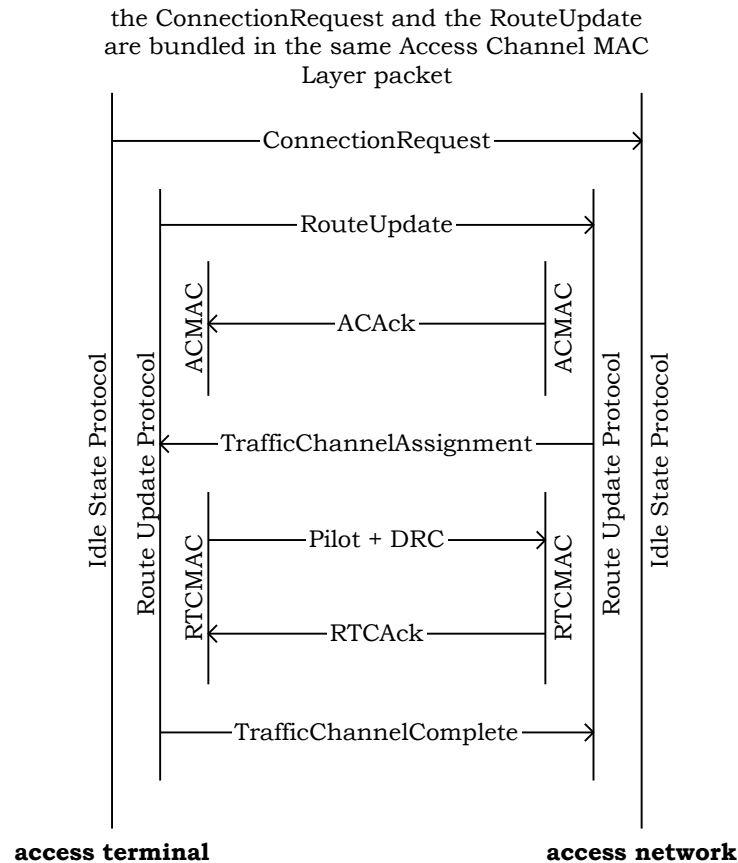 the ConnectionRequest and the RouteUpdate
are bundled in the same Access Channel MAC
Layer packet
ConnectionRequest
RouteUpdate
ACMAC
ACAck
ACMAC
Idle State Protocol
Route Update Protocol
TrafficChannelAssignment
Route Update Protocol
Idle State Protocol
RTCMAC
Pilot + DRC
RTCMAC
RTCAck
TrafficChannelComplete
access terminal
access network